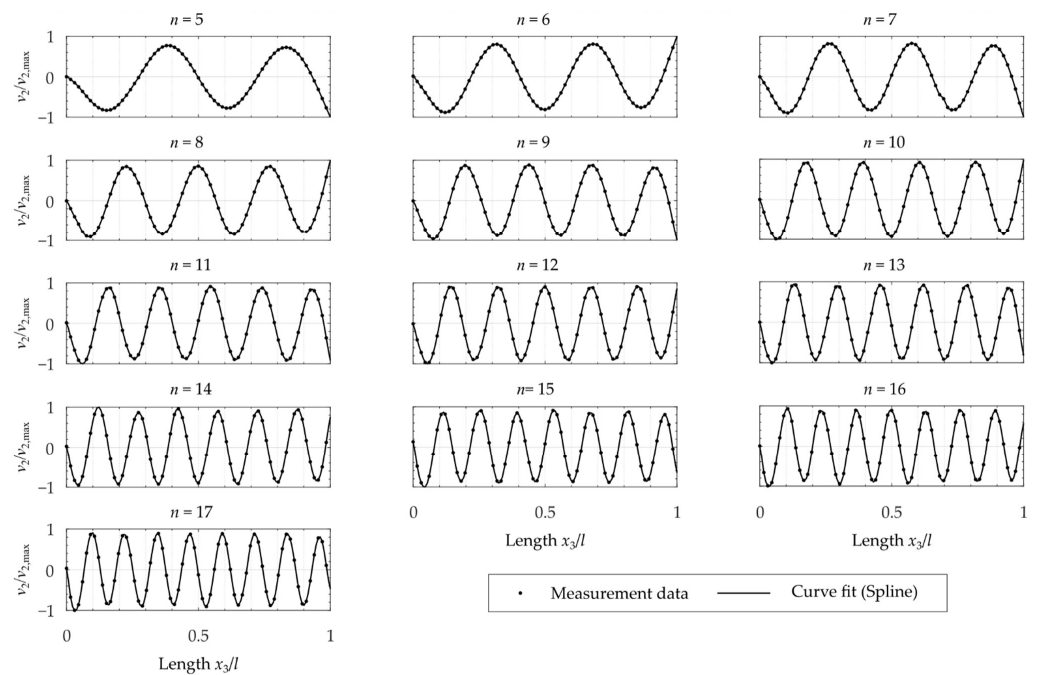 n = 5
n = 6
n = 7
v₂/v₂,max
1
0
−1
n = 8
n = 9
n = 10
v₂/v₂,max
1
0
−1
n = 11
n = 12
n = 13
v₂/v₂,max
1
0
−1
n = 14
n= 15
n = 16
v₂/v₂,max
1
0
−1
0 0.5 1
0 0.5 1
Length x₃/l
Length x₃/l
n = 17
v₂/v₂,max
1
0
−1
0 0.5 1
Length x₃/l
Measurement data
Curve fit (Spline)